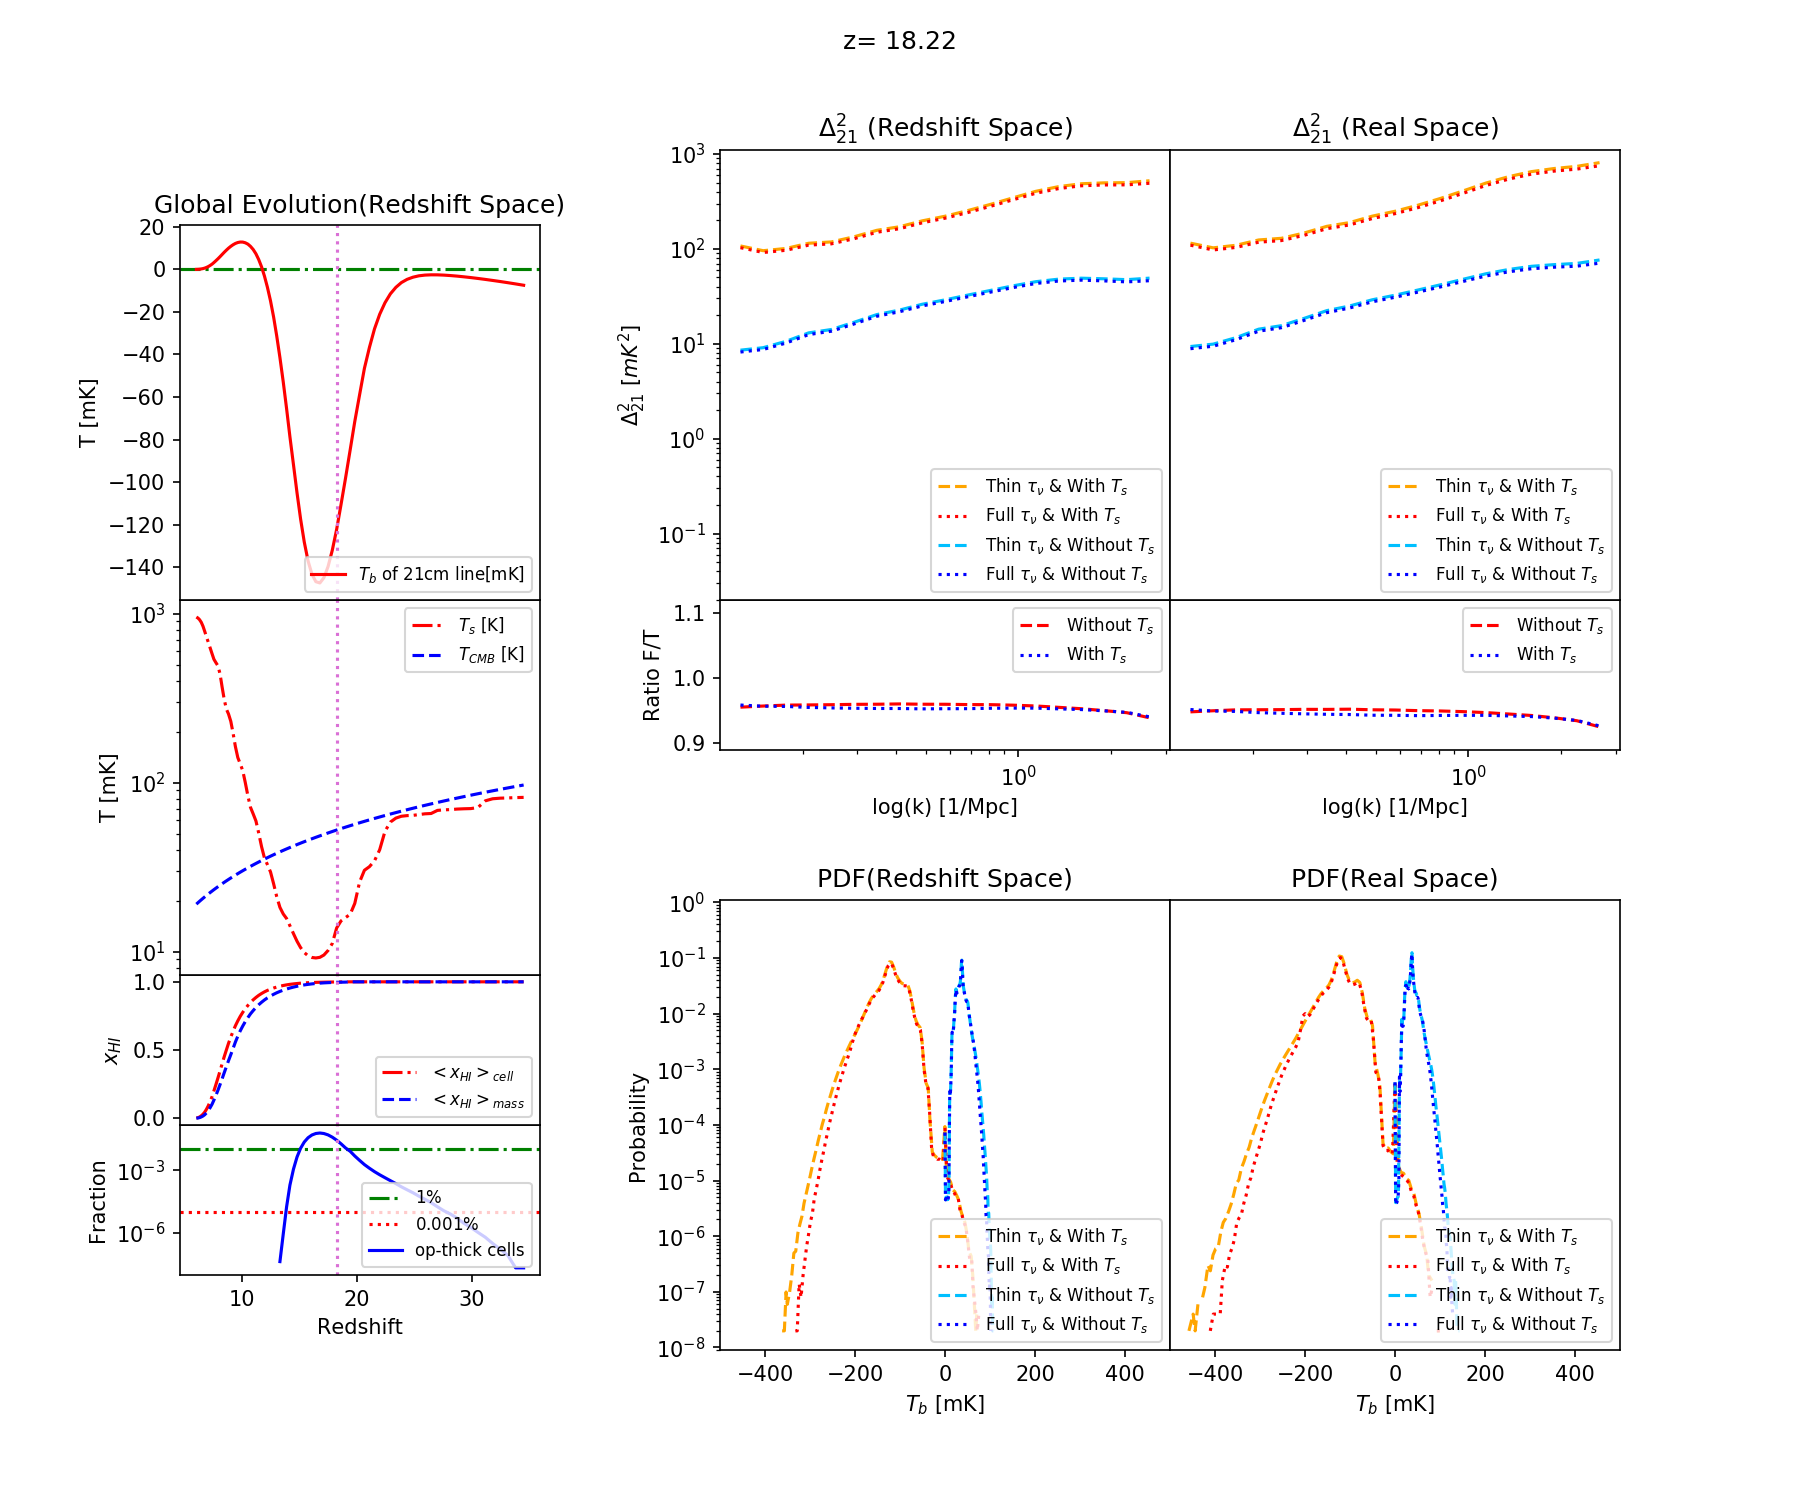 z= 18.22
Global Evolution(Redshift Space)
20
0
−20
−40
−60
−80
−100
−120
−140
T [mK]
T_b of 21cm line[mK]
10^3
10^2
10^1
T [mK]
T_s [K]
T_CMB [K]
1.0
0.5
0.0
x_HI
< x_HI >_cell
< x_HI >_mass
10^−3
10^−6
Fraction
1%
0.001%
op-thick cells
10 20 30
Redshift
Δ^2_21 (Redshift Space)
Δ^2_21 (Real Space)
10^3
10^2
10^1
10^0
10^−1
Δ^2_21 [mK^2]
Thin τ_ν & With T_s
Full τ_ν & With T_s
Thin τ_ν & Without T_s
Full τ_ν & Without T_s
Thin τ_ν & With T_s
Full τ_ν & With T_s
Thin τ_ν & Without T_s
Full τ_ν & Without T_s
1.1
1.0
0.9
Ratio F/T
Without T_s
With T_s
Without T_s
With T_s
10^0
10^0
log(k) [1/Mpc]
log(k) [1/Mpc]
PDF(Redshift Space)
PDF(Real Space)
10^0
10^−1
10^−2
10^−3
10^−4
10^−5
10^−6
10^−7
10^−8
Probability
Thin τ_ν & With T_s
Full τ_ν & With T_s
Thin τ_ν & Without T_s
Full τ_ν & Without T_s
Thin τ_ν & With T_s
Full τ_ν & With T_s
Thin τ_ν & Without T_s
Full τ_ν & Without T_s
−400 −200 0 200 400
−400 −200 0 200 400
T_b [mK]
T_b [mK]